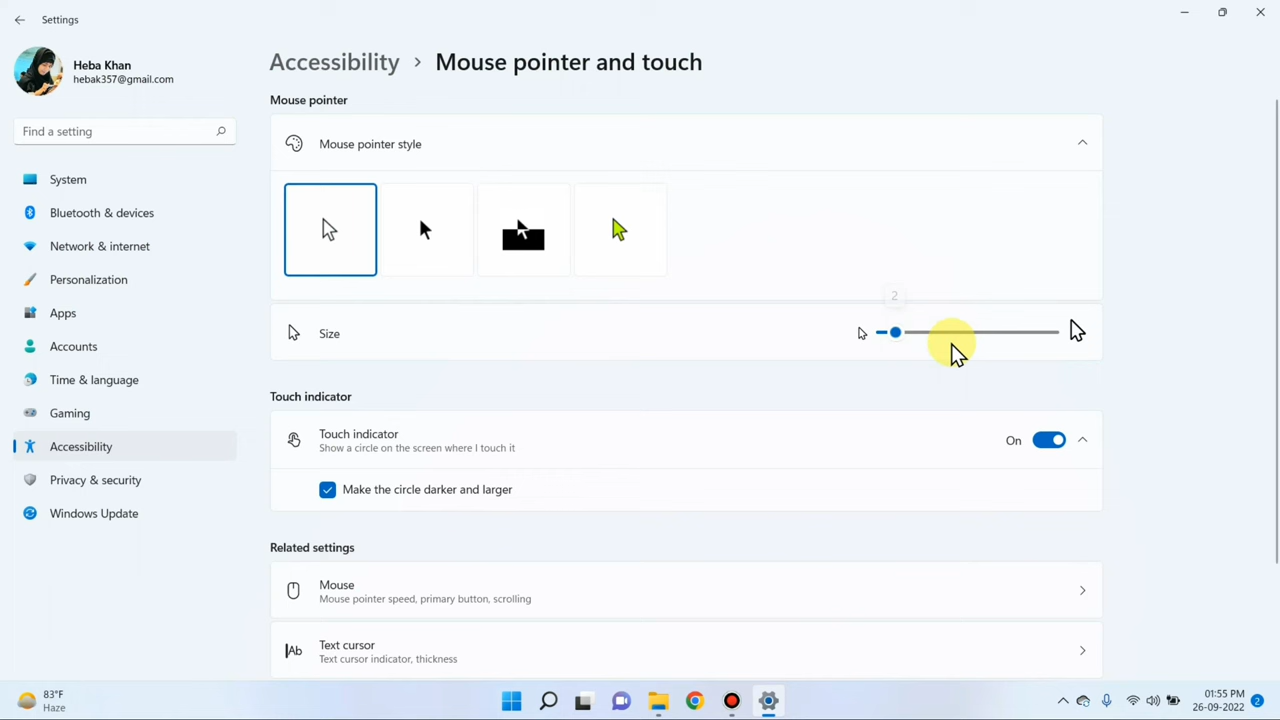 Settings
Heba Khan
hebak357@gmail.com
Find a setting
System
Bluetooth & devices
Network & internet
Personalization
Apps
Accounts
Time & language
Gaming
Accessibility
Privacy & security
Windows Update
Accessibility > Mouse pointer and touch
Mouse pointer
Mouse pointer style
2
Size
Touch indicator
Touch indicator
Show a circle on the screen where I touch it
On
Make the circle darker and larger
Related settings
Mouse
Mouse pointer speed, primary button, scrolling
Ab
Text cursor
Text cursor indicator, thickness
83°F
Haze
01:55 PM
26-09-2022
2